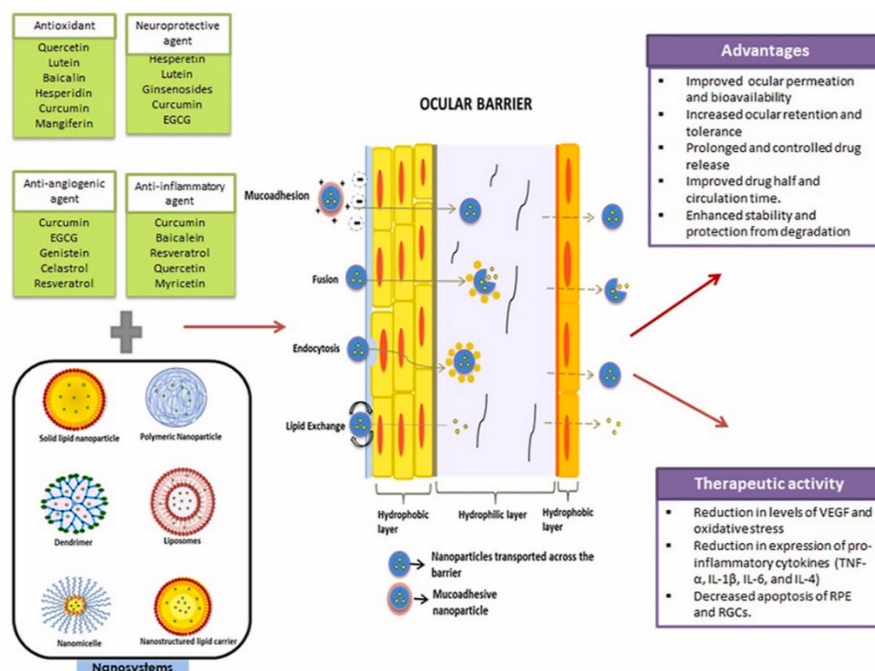 Antioxidant
Quercetin
Lutein
Baicalin
Hesperidin
Curcumin
Mangiferin
Neuroprotective
agent
Hesperetin
Lutein
Ginsenosides
Curcumin
EGCG
Anti-angiogenic
agent
Curcumin
EGCG
Genistein
Celastrol
Resveratrol
Anti-inflammatory
agent
Curcumin
Baicalein
Resveratrol
Quercetin
Myricetin
Solid lipid nanoparticle
Polymeric Nanoparticle
Dendrimer
Liposomes
Nanomicelle
Nanostructured lipid carrier
Nanosystems
OCULAR BARRIER
Mucoadhesion
Fusion
Endocytosis
Lipid Exchange
Hydrophobic
layer
Hydrophilic layer
Hydrophobic
layer
Nanoparticles transported across the
barrier
Mucoadhesive
nanoparticle
Advantages
▪ Improved ocular permeation
and bioavailability
▪ Increased ocular retention and
tolerance
▪ Prolonged and controlled drug
release
▪ Improved drug half and
circulation time.
▪ Enhanced stability and
protection from degradation
Therapeutic activity
▪ Reduction in levels of VEGF and
oxidative stress
▪ Reduction in expression of pro-
inflammatory cytokines (TNF-
α, IL-1β, IL-6, and IL-4)
▪ Decreased apoptosis of RPE
and RGCs.